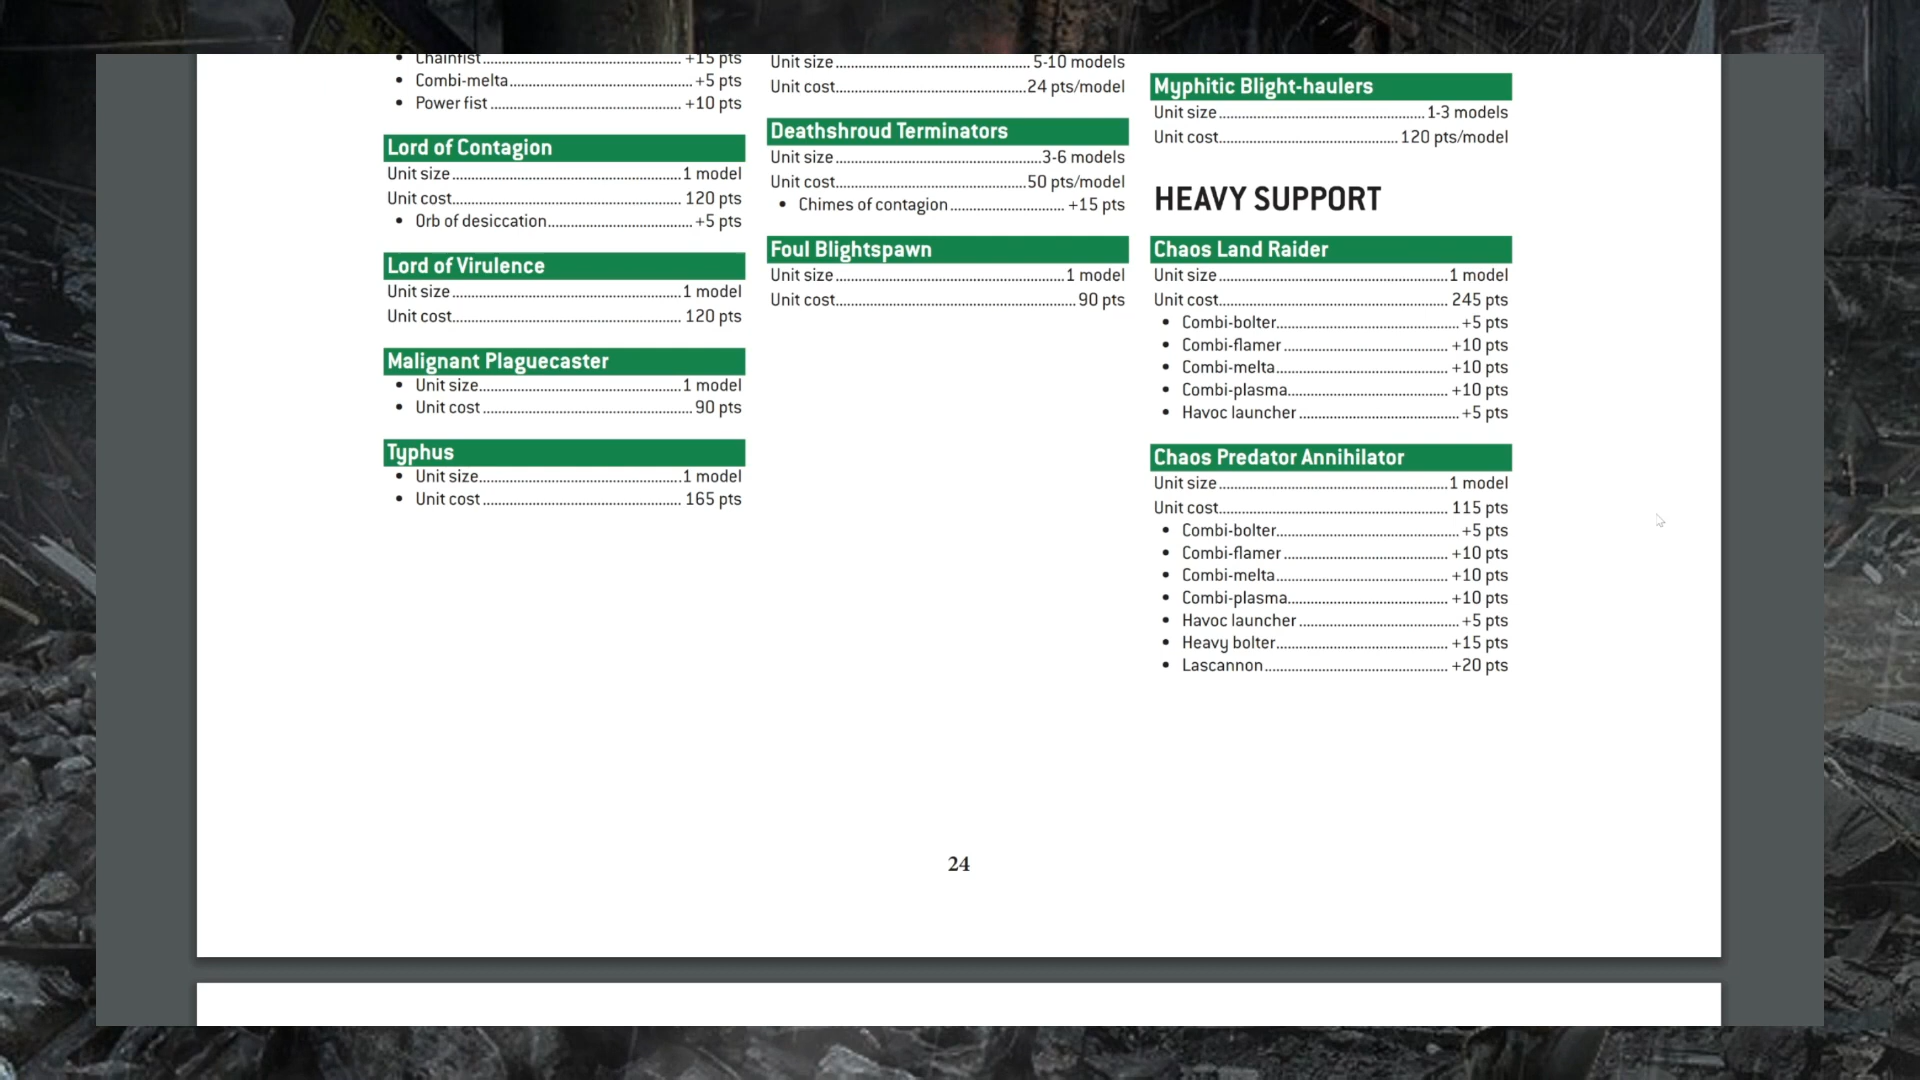 • Chainfist ... +15 pts
• Combi-melta ... +5 pts
• Power fist ... +10 pts
Lord of Contagion
Unit size ... 1 model
Unit cost ... 120 pts
• Orb of desiccation ... +5 pts
Lord of Virulence
Unit size ... 1 model
Unit cost ... 120 pts
Malignant Plaguecaster
• Unit size ... 1 model
• Unit cost ... 90 pts
Typhus
• Unit size ... 1 model
• Unit cost ... 165 pts
Unit size ... 5-10 models
Unit cost ... 24 pts/model
Deathshroud Terminators
Unit size ... 3-6 models
Unit cost ... 50 pts/model
• Chimes of contagion ... +15 pts
Foul Blightspawn
Unit size ... 1 model
Unit cost ... 90 pts
Myphitic Blight-haulers
Unit size ... 1-3 models
Unit cost ... 120 pts/model
HEAVY SUPPORT
Chaos Land Raider
Unit size ... 1 model
Unit cost ... 245 pts
• Combi-bolter ... +5 pts
• Combi-flamer ... +10 pts
• Combi-melta ... +10 pts
• Combi-plasma ... +10 pts
• Havoc launcher ... +5 pts
Chaos Predator Annihilator
Unit size ... 1 model
Unit cost ... 115 pts
• Combi-bolter ... +5 pts
• Combi-flamer ... +10 pts
• Combi-melta ... +10 pts
• Combi-plasma ... +10 pts
• Havoc launcher ... +5 pts
• Heavy bolter ... +15 pts
• Lascannon ... +20 pts
24